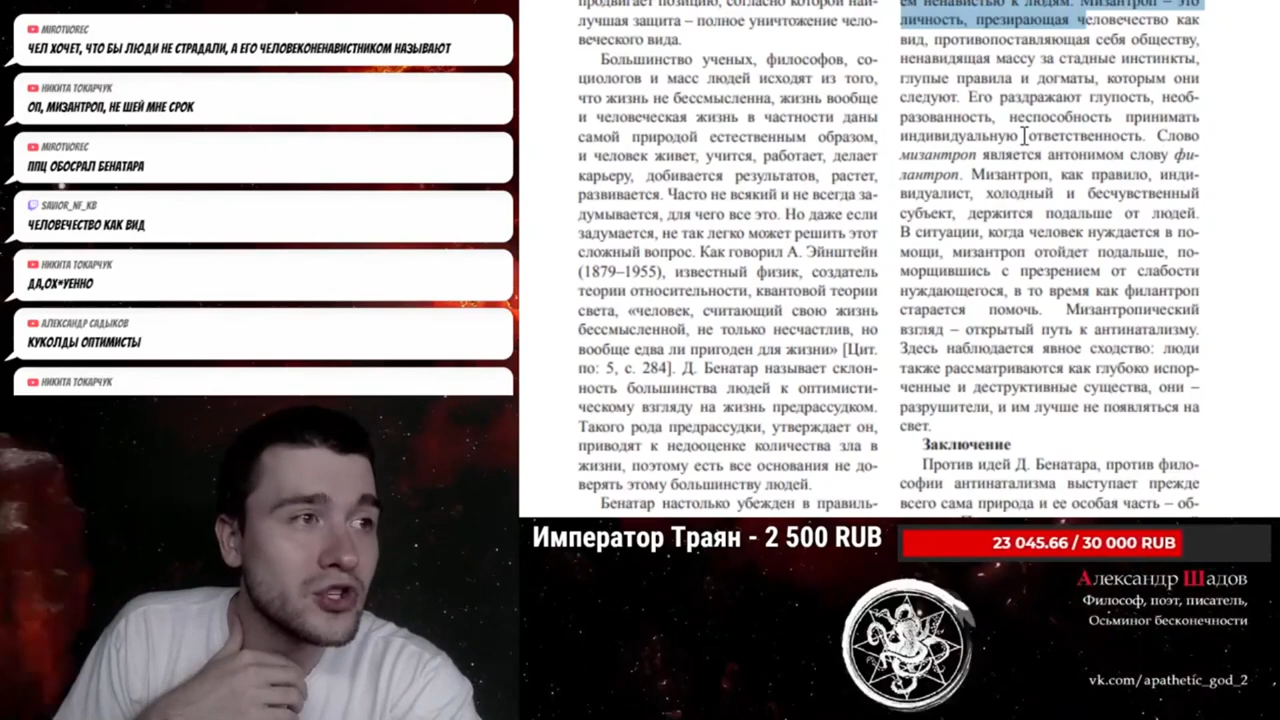 MIROTVOREC
ЧЕЛ ХОЧЕТ, ЧТО БЫ ЛЮДИ НЕ СТРАДАЛИ, А ЕГО ЧЕЛОВЕКОНЕНАВИСТНИКОМ НАЗЫВАЮТ
НИКИТА ТОКАРЧУК
ОП, МИЗАНТРОП, НЕ ШЕЙ МНЕ СРОК
MIROTVOREC
ППЦ ОБОСРАЛ БЕНАТАРА
SAVIOR_NF_KB
ЧЕЛОВЕЧЕСТВО КАК ВИД
НИКИТА ТОКАРЧУК
ДА,ОХ*УЕННО
АЛЕКСАНДР САДЫКОВ
КУКОЛДЫ ОПТИМИСТЫ
НИКИТА ТОКАРЧУК
продвигает позицию, согласно которой наи-
лучшая защита – полное уничтожение чело-
веческого вида.
Большинство ученых, философов, со-
циологов и масс людей исходят из того,
что жизнь не бессмысленна, жизнь вообще
и человеческая жизнь в частности даны
самой природой естественным образом,
и человек живет, учится, работает, делает
карьеру, добивается результатов, растет,
развивается. Часто не всякий и не всегда за-
думывается, для чего все это. Но даже если
задумается, не так легко может решить этот
сложный вопрос. Как говорил А. Эйнштейн
(1879–1955), известный физик, создатель
теории относительности, квантовой теории
света, «человек, считающий свою жизнь
бессмысленной, не только несчастлив, но
вообще едва ли пригоден для жизни» [Цит.
по: 5, с. 284]. Д. Бенатар называет склон-
ность большинства людей к оптимисти-
ческому взгляду на жизнь предрассудком.
Такого рода предрассудки, утверждает он,
приводят к недооценке количества зла в
жизни, поэтому есть все основания не до-
верять этому большинству людей.
Бенатар настолько убежден в правиль-
ем ненавистью к людям. Мизантроп – это
личность, презирающая человечество как
вид, противопоставляющая себя обществу,
ненавидящая массу за стадные инстинкты,
глупые правила и догматы, которым они
следуют. Его раздражают глупость, необ-
разованность, неспособность принимать
индивидуальную ответственность. Слово
мизантроп является антонимом слову фи-
лантроп. Мизантроп, как правило, инди-
видуалист, холодный и бесчувственный
субъект, держится подальше от людей.
В ситуации, когда человек нуждается в по-
мощи, мизантроп отойдет подальше, по-
морщившись с презрением от слабости
нуждающегося, в то время как филантроп
старается помочь. Мизантропический
взгляд – открытый путь к антинатализму.
Здесь наблюдается явное сходство: люди
также рассматриваются как глубоко испор-
ченные и деструктивные существа, они –
разрушители, и им лучше не появляться на
свет.
Заключение
Против идей Д. Бенатара, против фило-
софии антинатализма выступает прежде
всего сама природа и ее особая часть – об-
Император Траян - 2 500 RUB
23 045.66 / 30 000 RUB
Александр Шадов
Философ, поэт, писатель,
Осьминог бесконечности
vk.com/apathetic_god_2